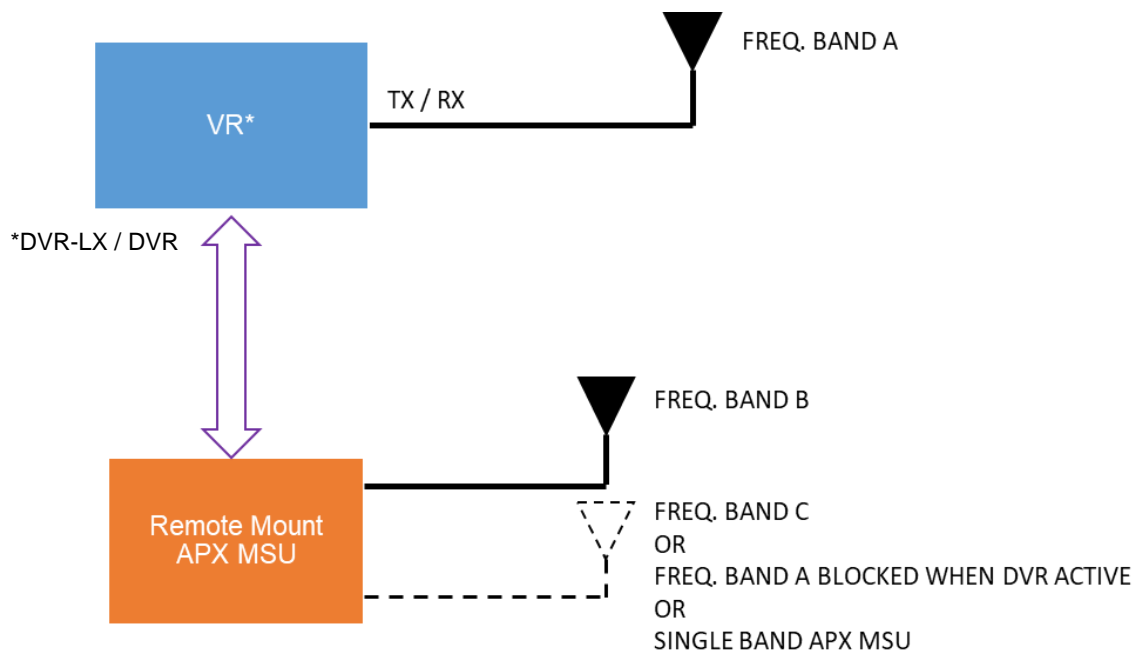 FREQ. BAND A
TX / RX
VR*
*DVR-LX / DVR
FREQ. BAND B
Remote Mount
APX MSU
FREQ. BAND C
OR
FREQ. BAND A BLOCKED WHEN DVR ACTIVE
OR
SINGLE BAND APX MSU